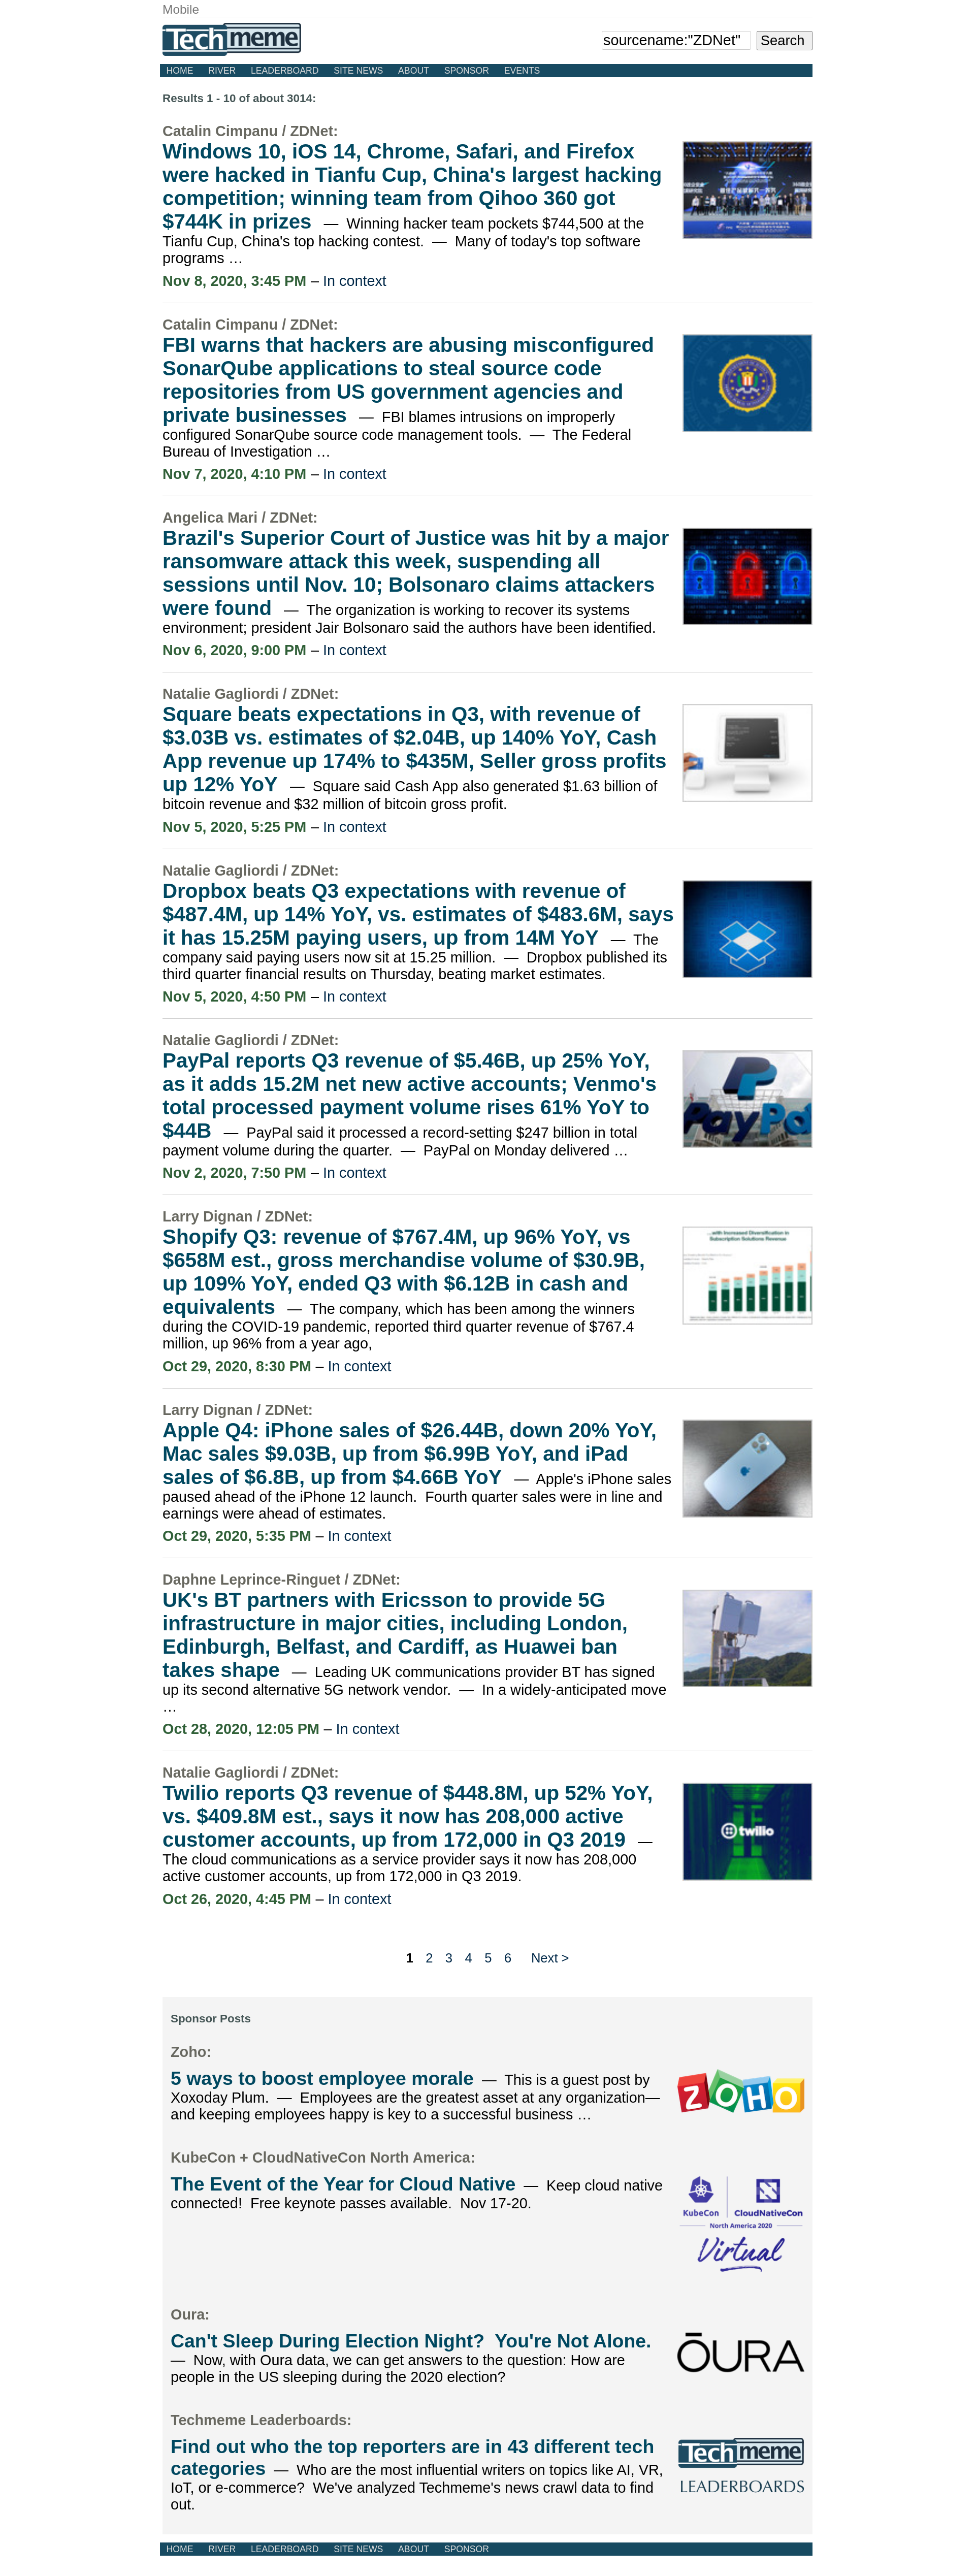 Mobile
Techmeme
sourcename:"ZDNet"
Search
HOME RIVER LEADERBOARD SITE NEWS ABOUT SPONSOR EVENTS
Results 1 - 10 of about 3014:
Catalin Cimpanu / ZDNet:
Windows 10, iOS 14, Chrome, Safari, and Firefox
were hacked in Tianfu Cup, China's largest hacking
competition; winning team from Qihoo 360 got
$744K in prizes — Winning hacker team pockets $744,500 at the
Tianfu Cup, China's top hacking contest. — Many of today's top software
programs …
Nov 8, 2020, 3:45 PM – In context
Catalin Cimpanu / ZDNet:
FBI warns that hackers are abusing misconfigured
SonarQube applications to steal source code
repositories from US government agencies and
private businesses — FBI blames intrusions on improperly
configured SonarQube source code management tools. — The Federal
Bureau of Investigation …
Nov 7, 2020, 4:10 PM – In context
Angelica Mari / ZDNet:
Brazil's Superior Court of Justice was hit by a major
ransomware attack this week, suspending all
sessions until Nov. 10; Bolsonaro claims attackers
were found — The organization is working to recover its systems
environment; president Jair Bolsonaro said the authors have been identified.
Nov 6, 2020, 9:00 PM – In context
Natalie Gagliordi / ZDNet:
Square beats expectations in Q3, with revenue of
$3.03B vs. estimates of $2.04B, up 140% YoY, Cash
App revenue up 174% to $435M, Seller gross profits
up 12% YoY — Square said Cash App also generated $1.63 billion of
bitcoin revenue and $32 million of bitcoin gross profit.
Nov 5, 2020, 5:25 PM – In context
Natalie Gagliordi / ZDNet:
Dropbox beats Q3 expectations with revenue of
$487.4M, up 14% YoY, vs. estimates of $483.6M, says
it has 15.25M paying users, up from 14M YoY — The
company said paying users now sit at 15.25 million. — Dropbox published its
third quarter financial results on Thursday, beating market estimates.
Nov 5, 2020, 4:50 PM – In context
Natalie Gagliordi / ZDNet:
PayPal reports Q3 revenue of $5.46B, up 25% YoY,
as it adds 15.2M net new active accounts; Venmo's
total processed payment volume rises 61% YoY to
$44B — PayPal said it processed a record-setting $247 billion in total
payment volume during the quarter. — PayPal on Monday delivered …
Nov 2, 2020, 7:50 PM – In context
PayPa
Larry Dignan / ZDNet:
Shopify Q3: revenue of $767.4M, up 96% YoY, vs
$658M est., gross merchandise volume of $30.9B,
up 109% YoY, ended Q3 with $6.12B in cash and
equivalents — The company, which has been among the winners
during the COVID-19 pandemic, reported third quarter revenue of $767.4
million, up 96% from a year ago,
Oct 29, 2020, 8:30 PM – In context
...with Increased Diversification in
Subscription Solutions Revenue
Larry Dignan / ZDNet:
Apple Q4: iPhone sales of $26.44B, down 20% YoY,
Mac sales $9.03B, up from $6.99B YoY, and iPad
sales of $6.8B, up from $4.66B YoY — Apple's iPhone sales
paused ahead of the iPhone 12 launch. Fourth quarter sales were in line and
earnings were ahead of estimates.
Oct 29, 2020, 5:35 PM – In context
Daphne Leprince-Ringuet / ZDNet:
UK's BT partners with Ericsson to provide 5G
infrastructure in major cities, including London,
Edinburgh, Belfast, and Cardiff, as Huawei ban
takes shape — Leading UK communications provider BT has signed
up its second alternative 5G network vendor. — In a widely-anticipated move
…
Oct 28, 2020, 12:05 PM – In context
Natalie Gagliordi / ZDNet:
Twilio reports Q3 revenue of $448.8M, up 52% YoY,
vs. $409.8M est., says it now has 208,000 active
customer accounts, up from 172,000 in Q3 2019 —
The cloud communications as a service provider says it now has 208,000
active customer accounts, up from 172,000 in Q3 2019.
Oct 26, 2020, 4:45 PM – In context
twilio
1 2 3 4 5 6 Next >
Sponsor Posts
Zoho:
5 ways to boost employee morale — This is a guest post by
Xoxoday Plum. — Employees are the greatest asset at any organization—
and keeping employees happy is key to a successful business …
ZOHO
KubeCon + CloudNativeCon North America:
The Event of the Year for Cloud Native — Keep cloud native
connected! Free keynote passes available. Nov 17-20.
KubeCon CloudNativeCon
North America 2020
Virtual
Oura:
Can't Sleep During Election Night? You're Not Alone.
— Now, with Oura data, we can get answers to the question: How are
people in the US sleeping during the 2020 election?
ŌURA
Techmeme Leaderboards:
Find out who the top reporters are in 43 different tech
categories — Who are the most influential writers on topics like AI, VR,
IoT, or e-commerce? We've analyzed Techmeme's news crawl data to find
out.
Techmeme
LEADERBOARDS
HOME RIVER LEADERBOARD SITE NEWS ABOUT SPONSOR